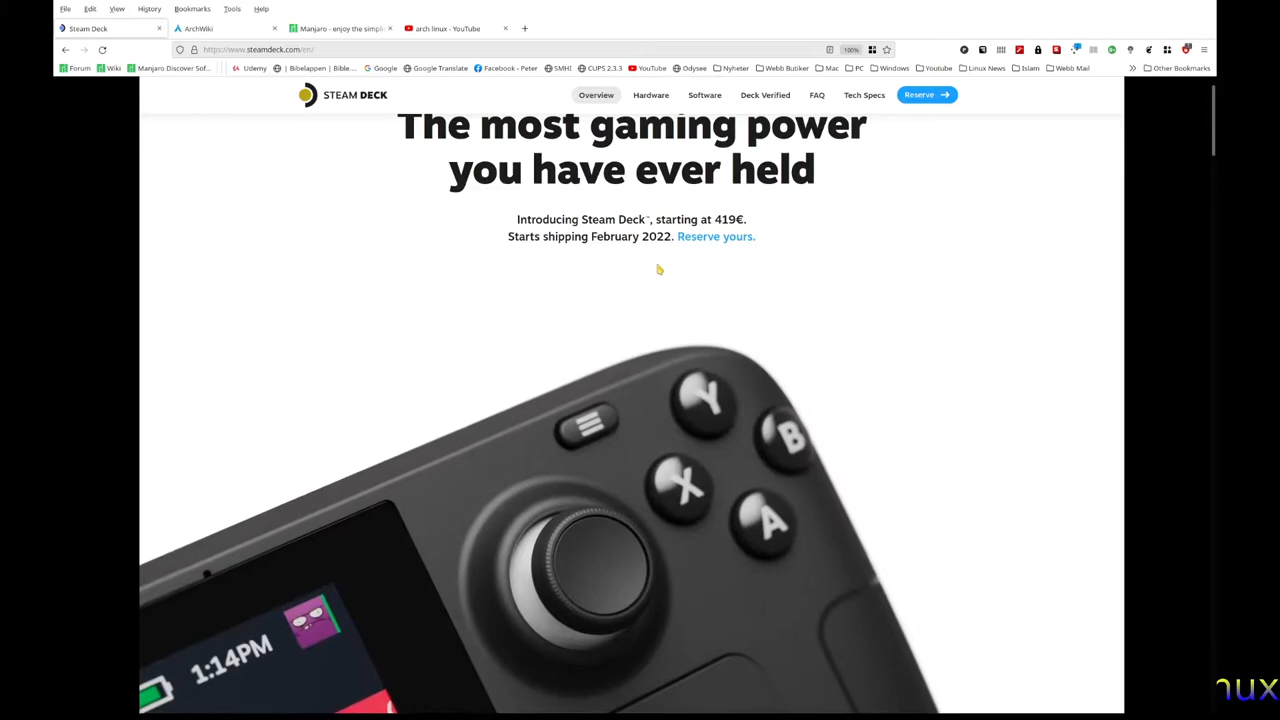 File Edit View History Bookmarks Tools Help
Steam Deck ArchWiki Manjaro - enjoy the simpli arch linux - YouTube
https://www.steamdeck.com/en/ 100%
Forum Wiki Manjaro Discover Sof... Udemy | Bibelappen | Bible... Google Google Translate Facebook - Peter SMHI CUPS 2.3.3 YouTube Odysee Nyheter Webb Butiker Mac PC Windows Youtube Linux News Islam Webb Mail Other Bookmarks
STEAM DECK Overview Hardware Software Deck Verified FAQ Tech Specs Reserve →
The most gaming power
you have ever held
Introducing Steam Deck™, starting at 419€.
Starts shipping February 2022. Reserve yours.
Y
B
X
A
1:14PM
nux